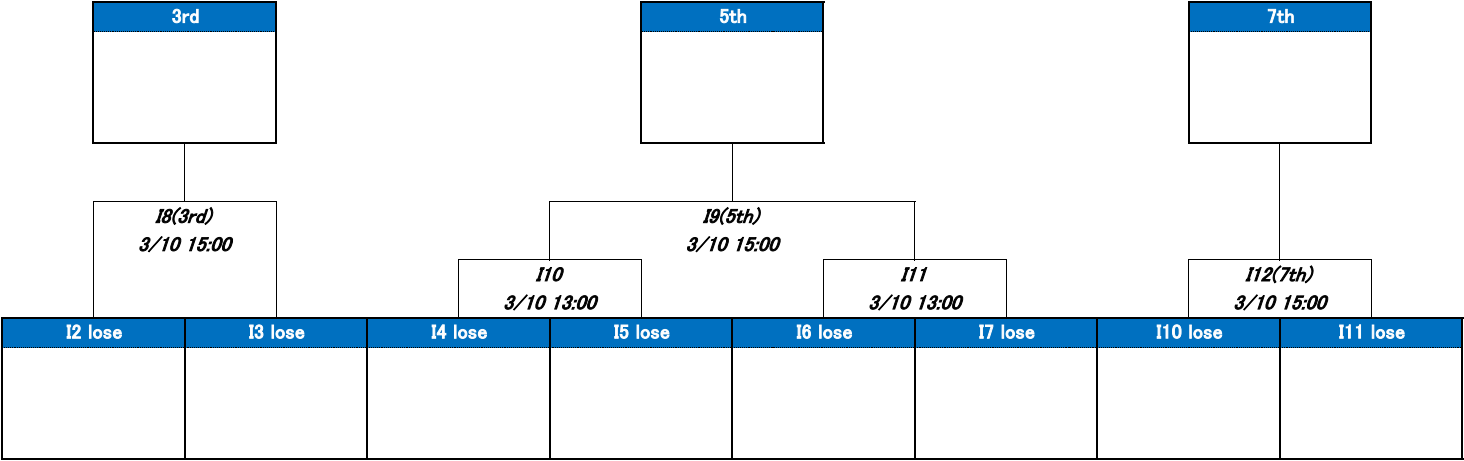 3rd 5th 7th
I8(3rd) I9(5th)
3/10 15:00 3/10 15:00
I10 I11 I12(7th)
3/10 13:00 3/10 13:00 3/10 15:00
I2 lose I3 lose I4 lose I5 lose I6 lose I7 lose I10 lose I11 lose